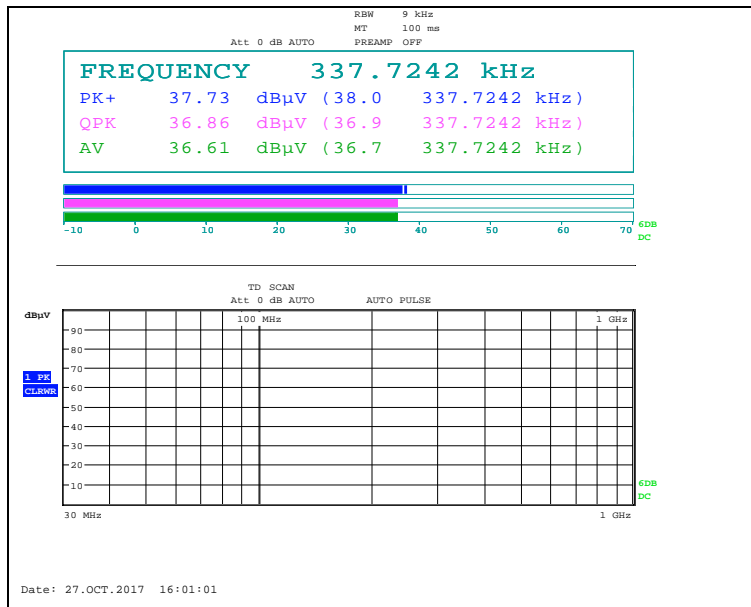 RBW 9 kHz
MT 100 ms
Att 0 dB AUTO PREAMP OFF
FREQUENCY 337.7242 kHz
PK+ 37.73 dBµV (38.0 337.7242 kHz)
QPK 36.86 dBµV (36.9 337.7242 kHz)
AV 36.61 dBµV (36.7 337.7242 kHz)
-10 0 10 20 30 40 50 60 70
6DB
DC
TD SCAN
Att 0 dB AUTO AUTO PULSE
dBµV
100 MHz 1 GHz
90
80
70
1 PK
60
CLRWR
50
40
30
20
10
6DB
DC
30 MHz 1 GHz
Date: 27.OCT.2017 16:01:01